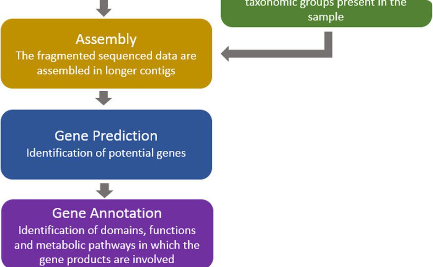 taxonomic groups present in the
sample
Assembly
The fragmented sequenced data are
assembled in longer contigs
Gene Prediction
Identification of potential genes
Gene Annotation
Identification of domains, functions
and metabolic pathways in which the
gene products are involved